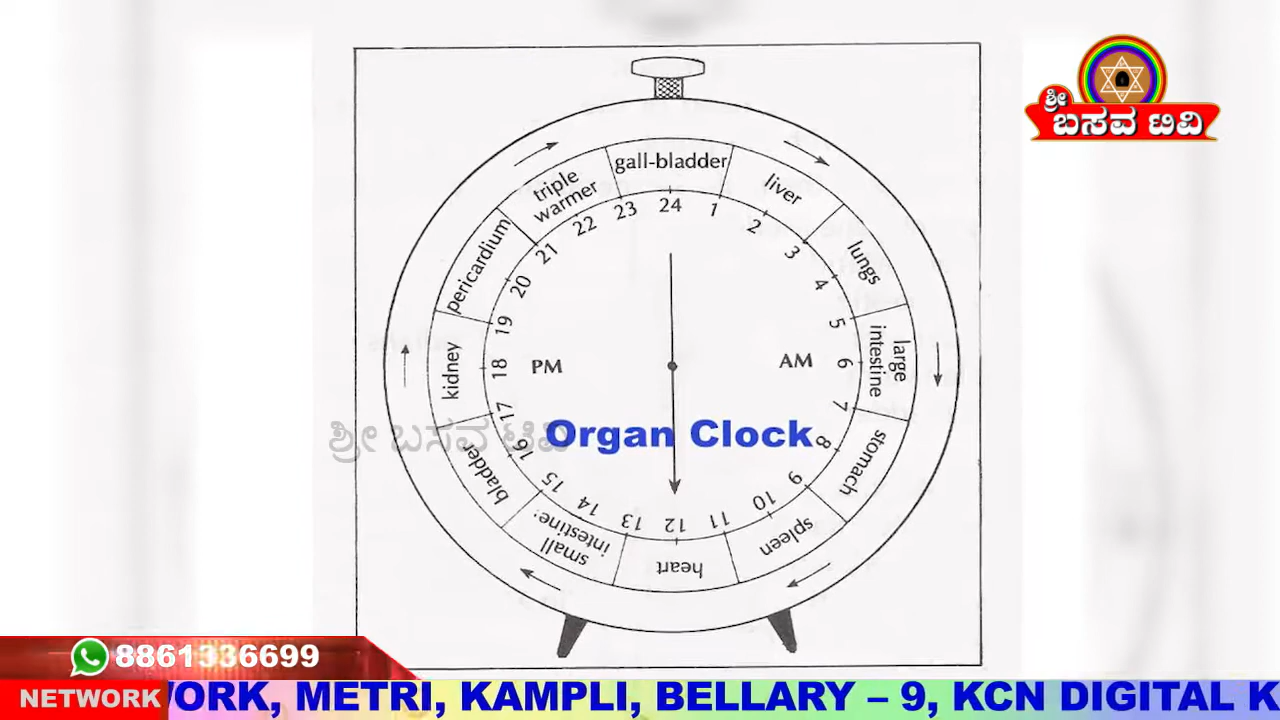 ಶ್ರೀ
ಬಸವ ಟಿವಿ
gall-bladder
liver
lungs
large
intestine
stomach
spleen
heart
small
intestine
bladder
kidney
pericardium
triple
warmer
24
1
2
3
4
5
6
7
8
9
10
11
12
13
14
15
16
17
18
19
20
21
22
23
PM
AM
Organ Clock
ಶ್ರೀ ಬಸವ ಟಿವಿ
8861336699
NETWORK
WORK, METRI, KAMPLI, BELLARY – 9, KCN DIGITAL K